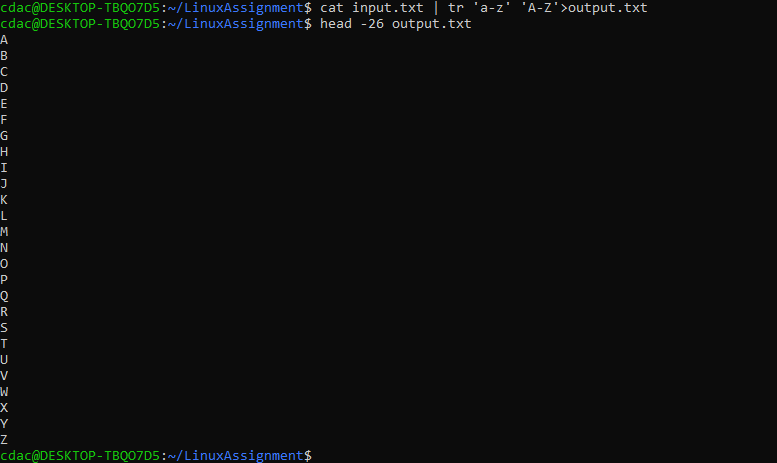 cdac@DESKTOP-TBQO7D5:~/LinuxAssignment$ cat input.txt | tr 'a-z' 'A-Z'>output.txt
cdac@DESKTOP-TBQO7D5:~/LinuxAssignment$ head -26 output.txt
A
B
C
D
E
F
G
H
I
J
K
L
M
N
O
P
Q
R
S
T
U
V
W
X
Y
Z
cdac@DESKTOP-TBQO7D5:~/LinuxAssignment$